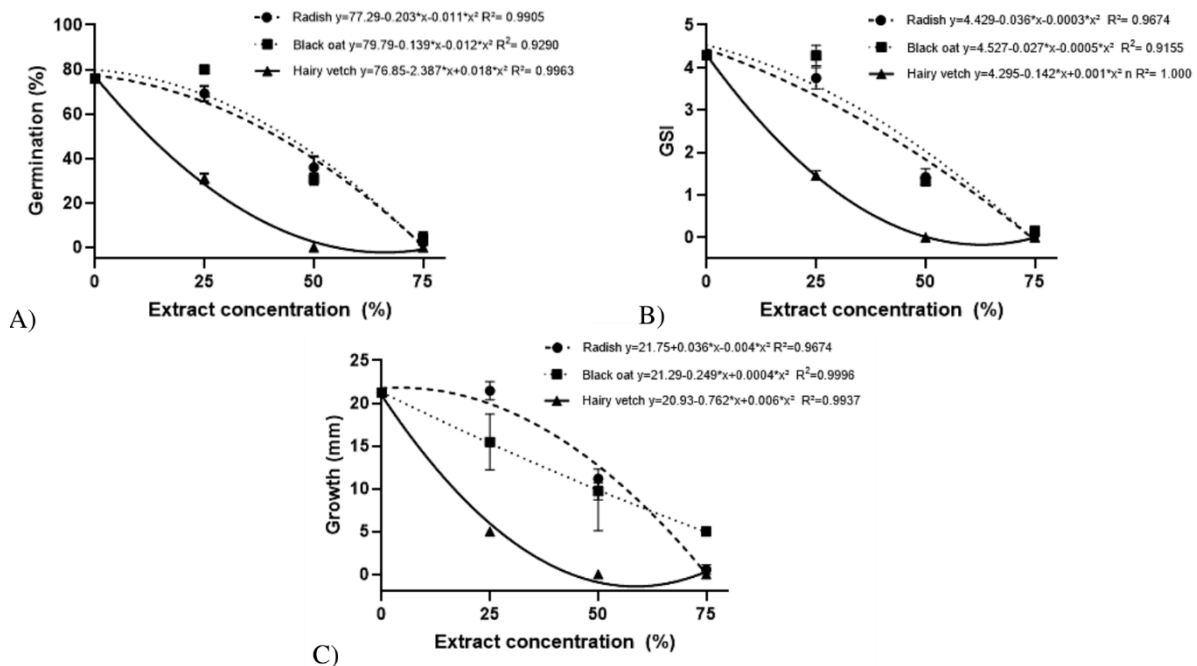 A)
Radish y=77.29-0.203*x-0.011*x² R²= 0.9905
Black oat y=79.79-0.139*x-0.012*x² R²= 0.9290
Hairy vetch y=76.85-2.387*x+0.018*x² R²= 0.9963
Germination (%)
100
80
60
40
20
0
0 25 50 75
Extract concentration (%)
B)
Radish y=4.429-0.036*x-0.0003*x² R²= 0.9674
Black oat y=4.527-0.027*x-0.0005*x² R²= 0.9155
Hairy vetch y=4.295-0.142*x+0.001*x² n R²= 1.000
GSI
5
4
3
2
1
0
0 25 50 75
Extract concentration (%)
C)
Radish y=21.75+0.036*x-0.004*x² R²=0.9674
Black oat y=21.29-0.249*x+0.0004*x² R²=0.9996
Hairy vetch y=20.93-0.762*x+0.006*x² R²=0.9937
Growth (mm)
25
20
15
10
5
0
0 25 50 75
Extract concentration (%)